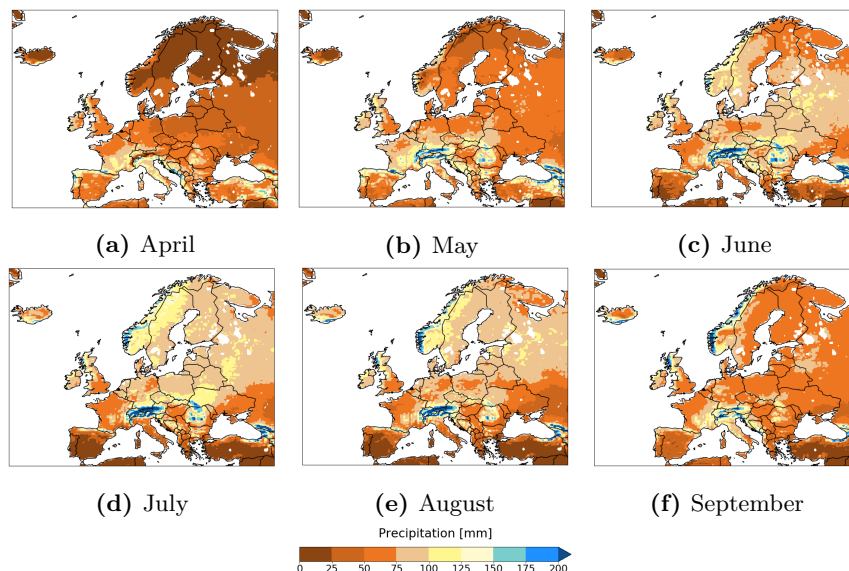 (a) April
(b) May
(c) June
(d) July
(e) August
(f) September
Precipitation [mm]
0 25 50 75 100 125 150 175 200